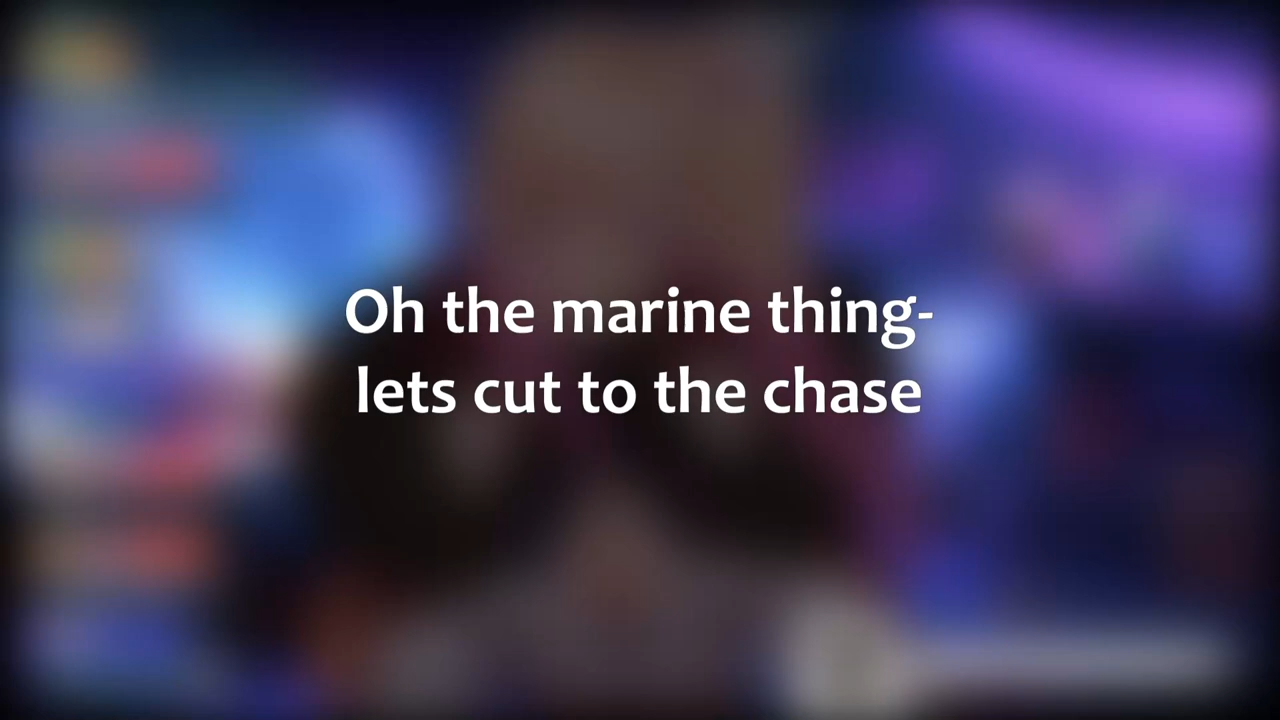 Oh the marine thing-
lets cut to the chase